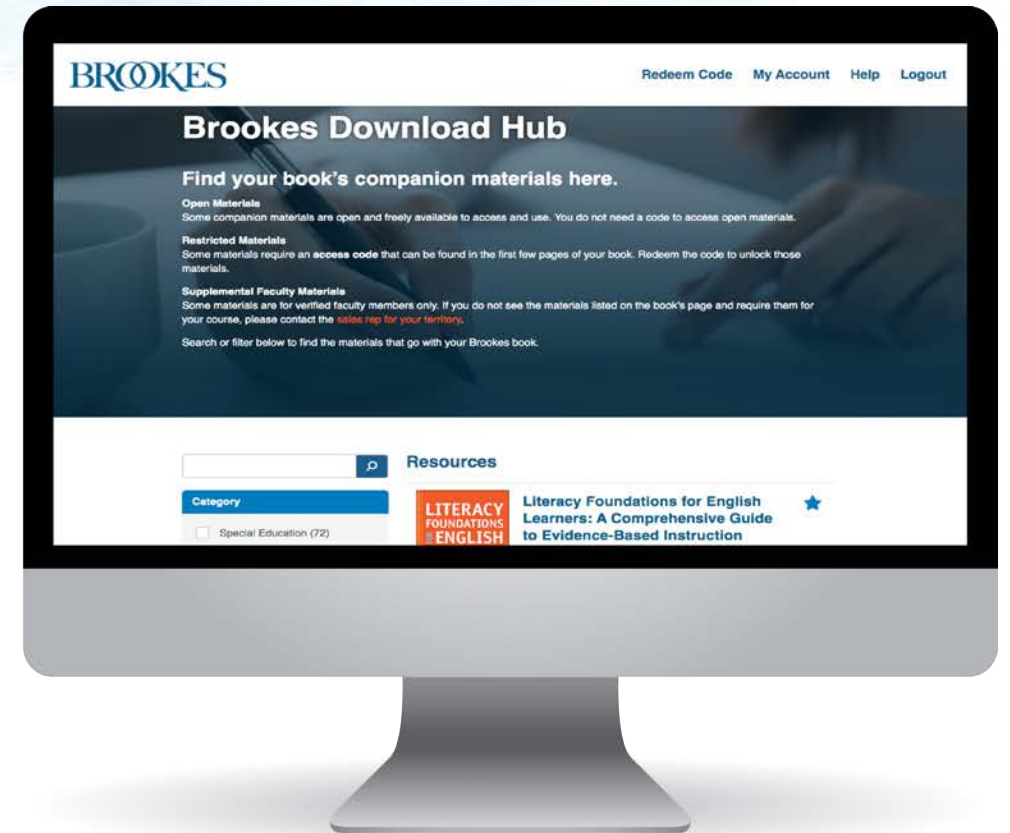 BROOKES
Redeem Code My Account Help Logout
Brookes Download Hub
Find your book's companion materials here.
Open Materials
Some companion materials are open and freely available to access and use. You do not need a code to access open materials.
Restricted Materials
Some materials require an access code that can be found in the first few pages of your book. Redeem the code to unlock those
materials.
Supplemental Faculty Materials
Some materials are for verified faculty members only. If you do not see the materials listed on the book's page and require them for
your course, please contact the sales rep for your territory.
Search or filter below to find the materials that go with your Brookes book.
Resources
Category
Special Education (72)
LITERACY
FOUNDATIONS
ENGLISH
Literacy Foundations for English
Learners: A Comprehensive Guide
to Evidence-Based Instruction